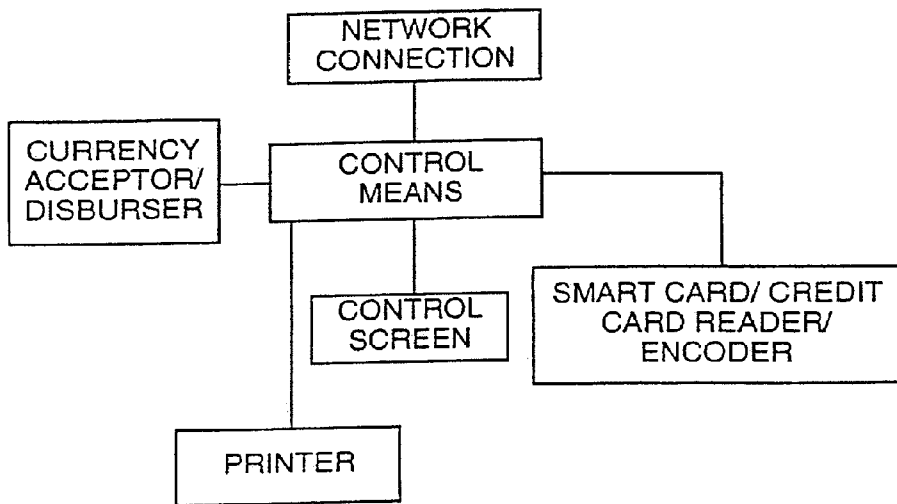 NETWORK
CONNECTION
CURRENCY
ACCEPTOR/
DISBURSER
CONTROL
MEANS
CONTROL
SCREEN
SMART CARD/ CREDIT
CARD READER/
ENCODER
PRINTER